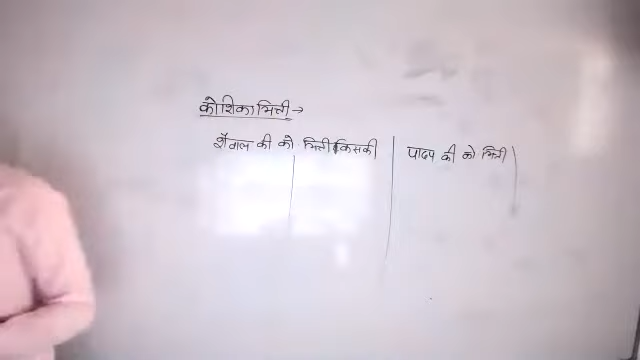 कोशिका भित्ती →
शैवाल की को भित्ती किसकी पादप की को भित्ती